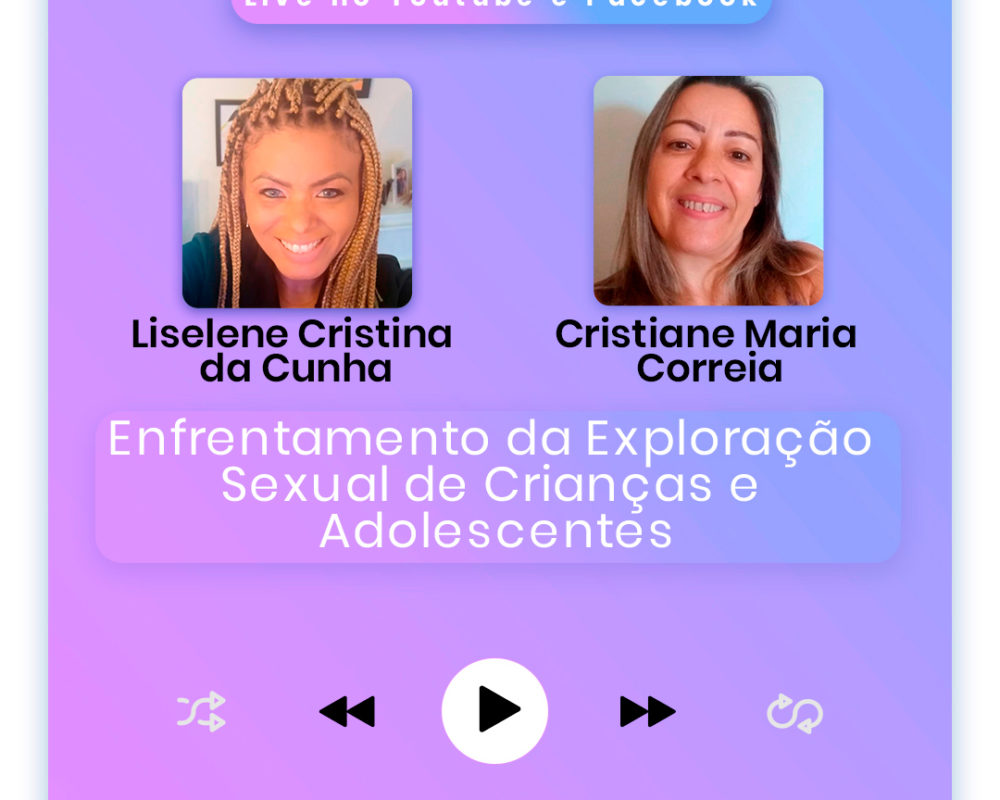 Live no Youtube e Facebook
Liselene Cristina
da Cunha
Cristiane Maria
Correia
Enfrentamento da Exploração
Sexual de Crianças e
Adolescentes